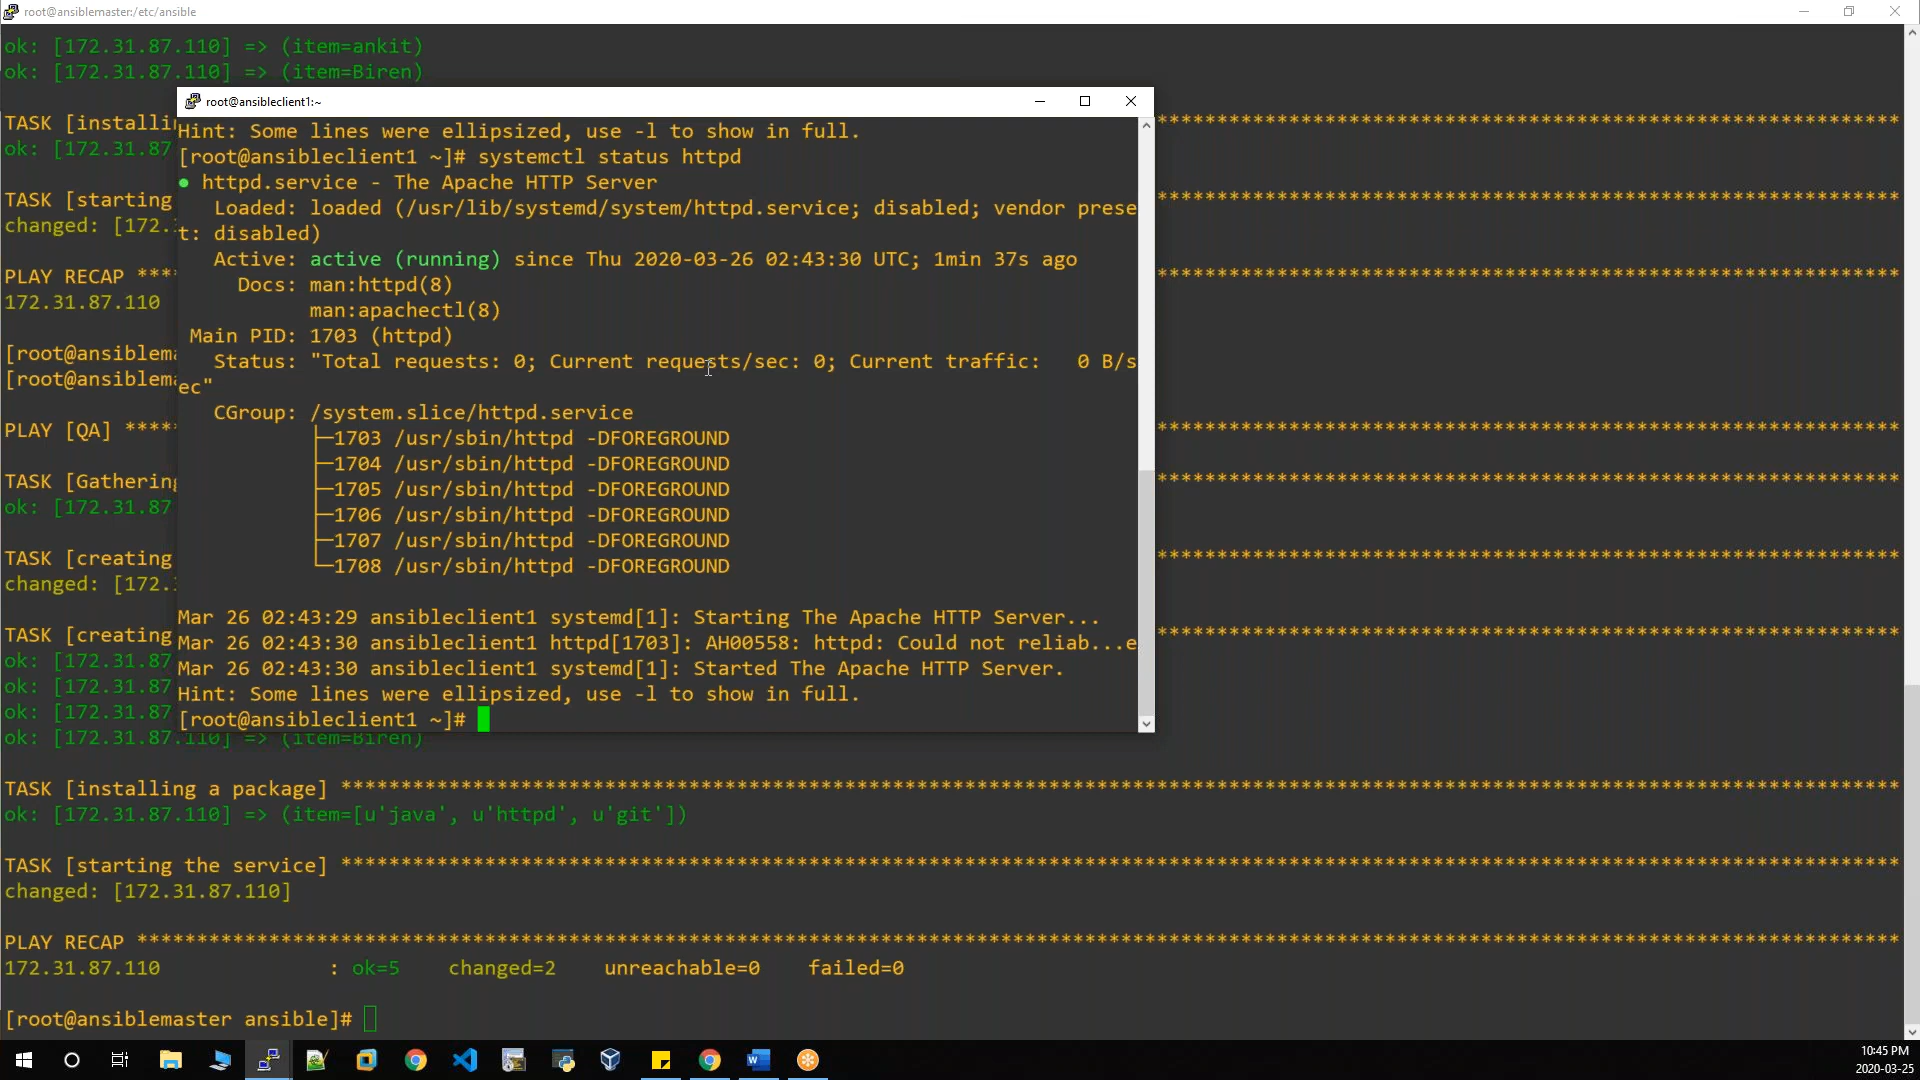 root@ansiblemaster:/etc/ansible
ok: [172.31.87.110] => (item=ankit)
ok: [172.31.87.110] => (item=Biren)
TASK [installi
ok: [172.31.87
TASK [starting
changed: [172.
PLAY RECAP ****
172.31.87.110
[root@ansiblema
[root@ansiblema
PLAY [QA] *****
TASK [Gathering
ok: [172.31.87
TASK [creating
changed: [172.
TASK [creating
ok: [172.31.87
ok: [172.31.87
ok: [172.31.87
ok: [172.31.87.110] => (item=Biren)
root@ansibleclient1:~
Hint: Some lines were ellipsized, use -l to show in full.
[root@ansibleclient1 ~]# systemctl status httpd
● httpd.service - The Apache HTTP Server
Loaded: loaded (/usr/lib/systemd/system/httpd.service; disabled; vendor prese
t: disabled)
Active: active (running) since Thu 2020-03-26 02:43:30 UTC; 1min 37s ago
Docs: man:httpd(8)
man:apachectl(8)
Main PID: 1703 (httpd)
Status: "Total requests: 0; Current requests/sec: 0; Current traffic:   0 B/s
ec"
CGroup: /system.slice/httpd.service
├─1703 /usr/sbin/httpd -DFOREGROUND
├─1704 /usr/sbin/httpd -DFOREGROUND
├─1705 /usr/sbin/httpd -DFOREGROUND
├─1706 /usr/sbin/httpd -DFOREGROUND
├─1707 /usr/sbin/httpd -DFOREGROUND
└─1708 /usr/sbin/httpd -DFOREGROUND
Mar 26 02:43:29 ansibleclient1 systemd[1]: Starting The Apache HTTP Server...
Mar 26 02:43:30 ansibleclient1 httpd[1703]: AH00558: httpd: Could not reliab...e
Mar 26 02:43:30 ansibleclient1 systemd[1]: Started The Apache HTTP Server.
Hint: Some lines were ellipsized, use -l to show in full.
[root@ansibleclient1 ~]#
TASK [installing a package] **********************************************************************************************************************************
ok: [172.31.87.110] => (item=[u'java', u'httpd', u'git'])
TASK [starting the service] **********************************************************************************************************************************
changed: [172.31.87.110]
PLAY RECAP ***************************************************************************************************************************************************
172.31.87.110 : ok=5 changed=2 unreachable=0 failed=0
[root@ansiblemaster ansible]#
10:45 PM
2020-03-25